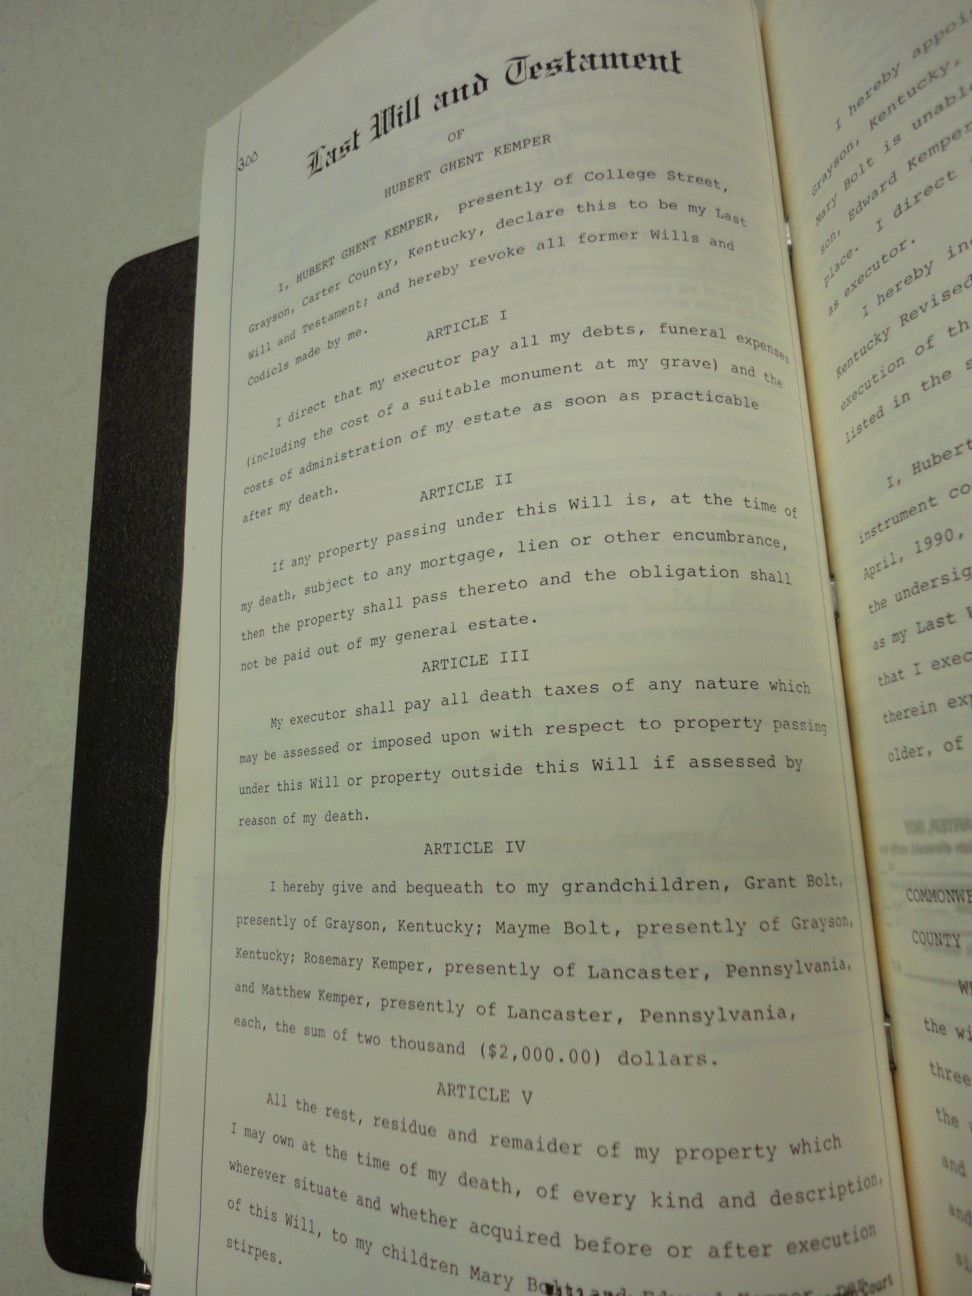 300
Last Will and Testament
OF
HUBERT GHENT KEMPER
I, HUBERT GHENT KEMPER, presently of College Street,
Grayson, Carter County, Kentucky, declare this to be my Last
Will and Testament; and hereby revoke all former Wills and
Codicls made by me.
ARTICLE I
I direct that my executor pay all my debts, funeral expenses
(including the cost of a suitable monument at my grave) and the
costs of administration of my estate as soon as practicable
after my death.
ARTICLE II
If any property passing under this Will is, at the time of
my death, subject to any mortgage, lien or other encumbrance,
then the property shall pass thereto and the obligation shall
not be paid out of my general estate.
ARTICLE III
My executor shall pay all death taxes of any nature which
may be assessed or imposed upon with respect to property passing
under this Will or property outside this Will if assessed by
reason of my death.
ARTICLE IV
I hereby give and bequeath to my grandchildren, Grant Bolt,
presently of Grayson, Kentucky; Mayme Bolt, presently of Grayson,
Kentucky; Rosemary Kemper, presently of Lancaster, Pennsylvania,
and Matthew Kemper, presently of Lancaster, Pennsylvania,
each, the sum of two thousand ($2,000.00) dollars.
ARTICLE V
All the rest, residue and remaider of my property which
I may own at the time of my death, of every kind and description,
wherever situate and whether acquired before or after execution
of this Will, to my children Mary Bolt and Edward Kemper, per
stirpes.
Court
I hereby
Grayson, Kentucky,
Mary Bolt is
son, Edward Kemper
place. I direct
as executor.
I hereby
Kentucky Revised
execution of
listed in the
I, Hubert
instrument
April, 1990,
the
as my Last
that I
therein
older, of
COUNTY
the
three
the
and
and